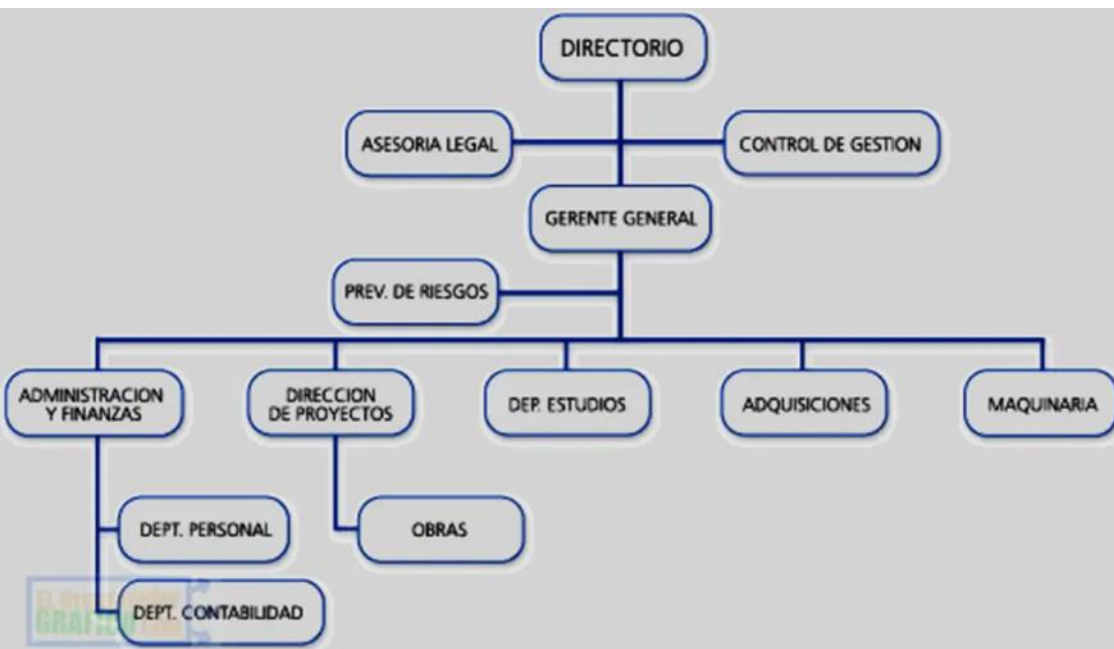 DIRECTORIO
ASESORIA LEGAL
CONTROL DE GESTION
GERENTE GENERAL
PREV. DE RIESGOS
ADMINISTRACION
Y FINANZAS
DIRECCION
DE PROYECTOS
DEP. ESTUDIOS
ADQUISICIONES
MAQUINARIA
DEPT. PERSONAL
OBRAS
DEPT. CONTABILIDAD